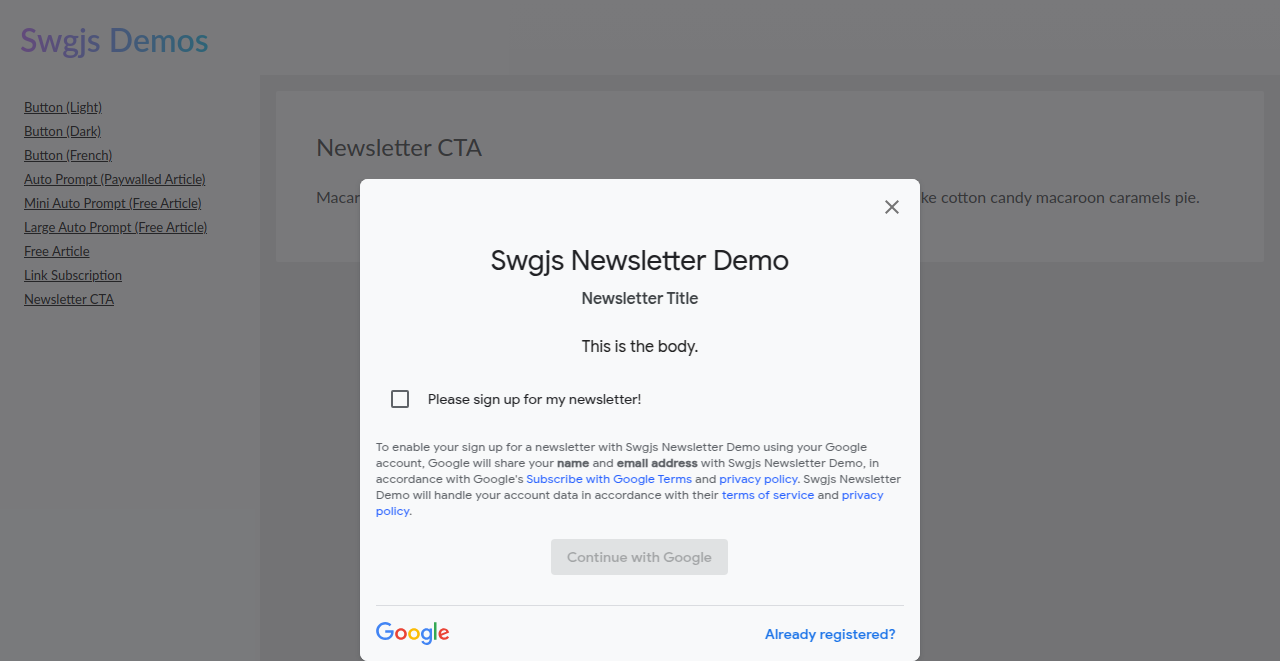 Swgjs Demos
Button (Light)
Button (Dark)
Button (French)
Auto Prompt (Paywalled Article)
Mini Auto Prompt (Free Article)
Large Auto Prompt (Free Article)
Free Article
Link Subscription
Newsletter CTA
Newsletter CTA
cotton candy macaroon caramels pie.
Swgjs Newsletter Demo
Newsletter Title
This is the body.
Please sign up for my newsletter!
To enable your sign up for a newsletter with Swgjs Newsletter Demo using your Google
account, Google will share your name and email address with Swgjs Newsletter Demo, in
accordance with Google's Subscribe with Google Terms and privacy policy. Swgjs Newsletter
Demo will handle your account data in accordance with their terms of service and privacy
policy.
Continue with Google
Google
Already registered?